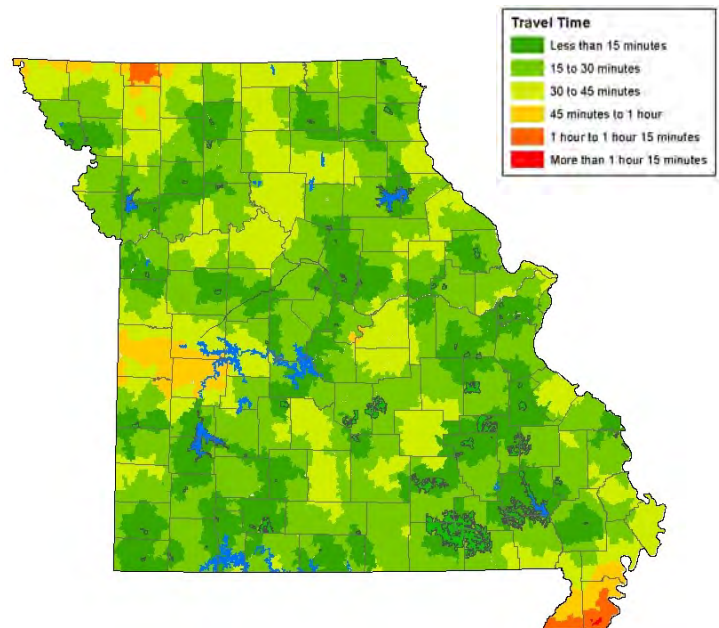 Travel Time
Less than 15 minutes
15 to 30 minutes
30 to 45 minutes
45 minutes to 1 hour
1 hour to 1 hour 15 minutes
More than 1 hour 15 minutes